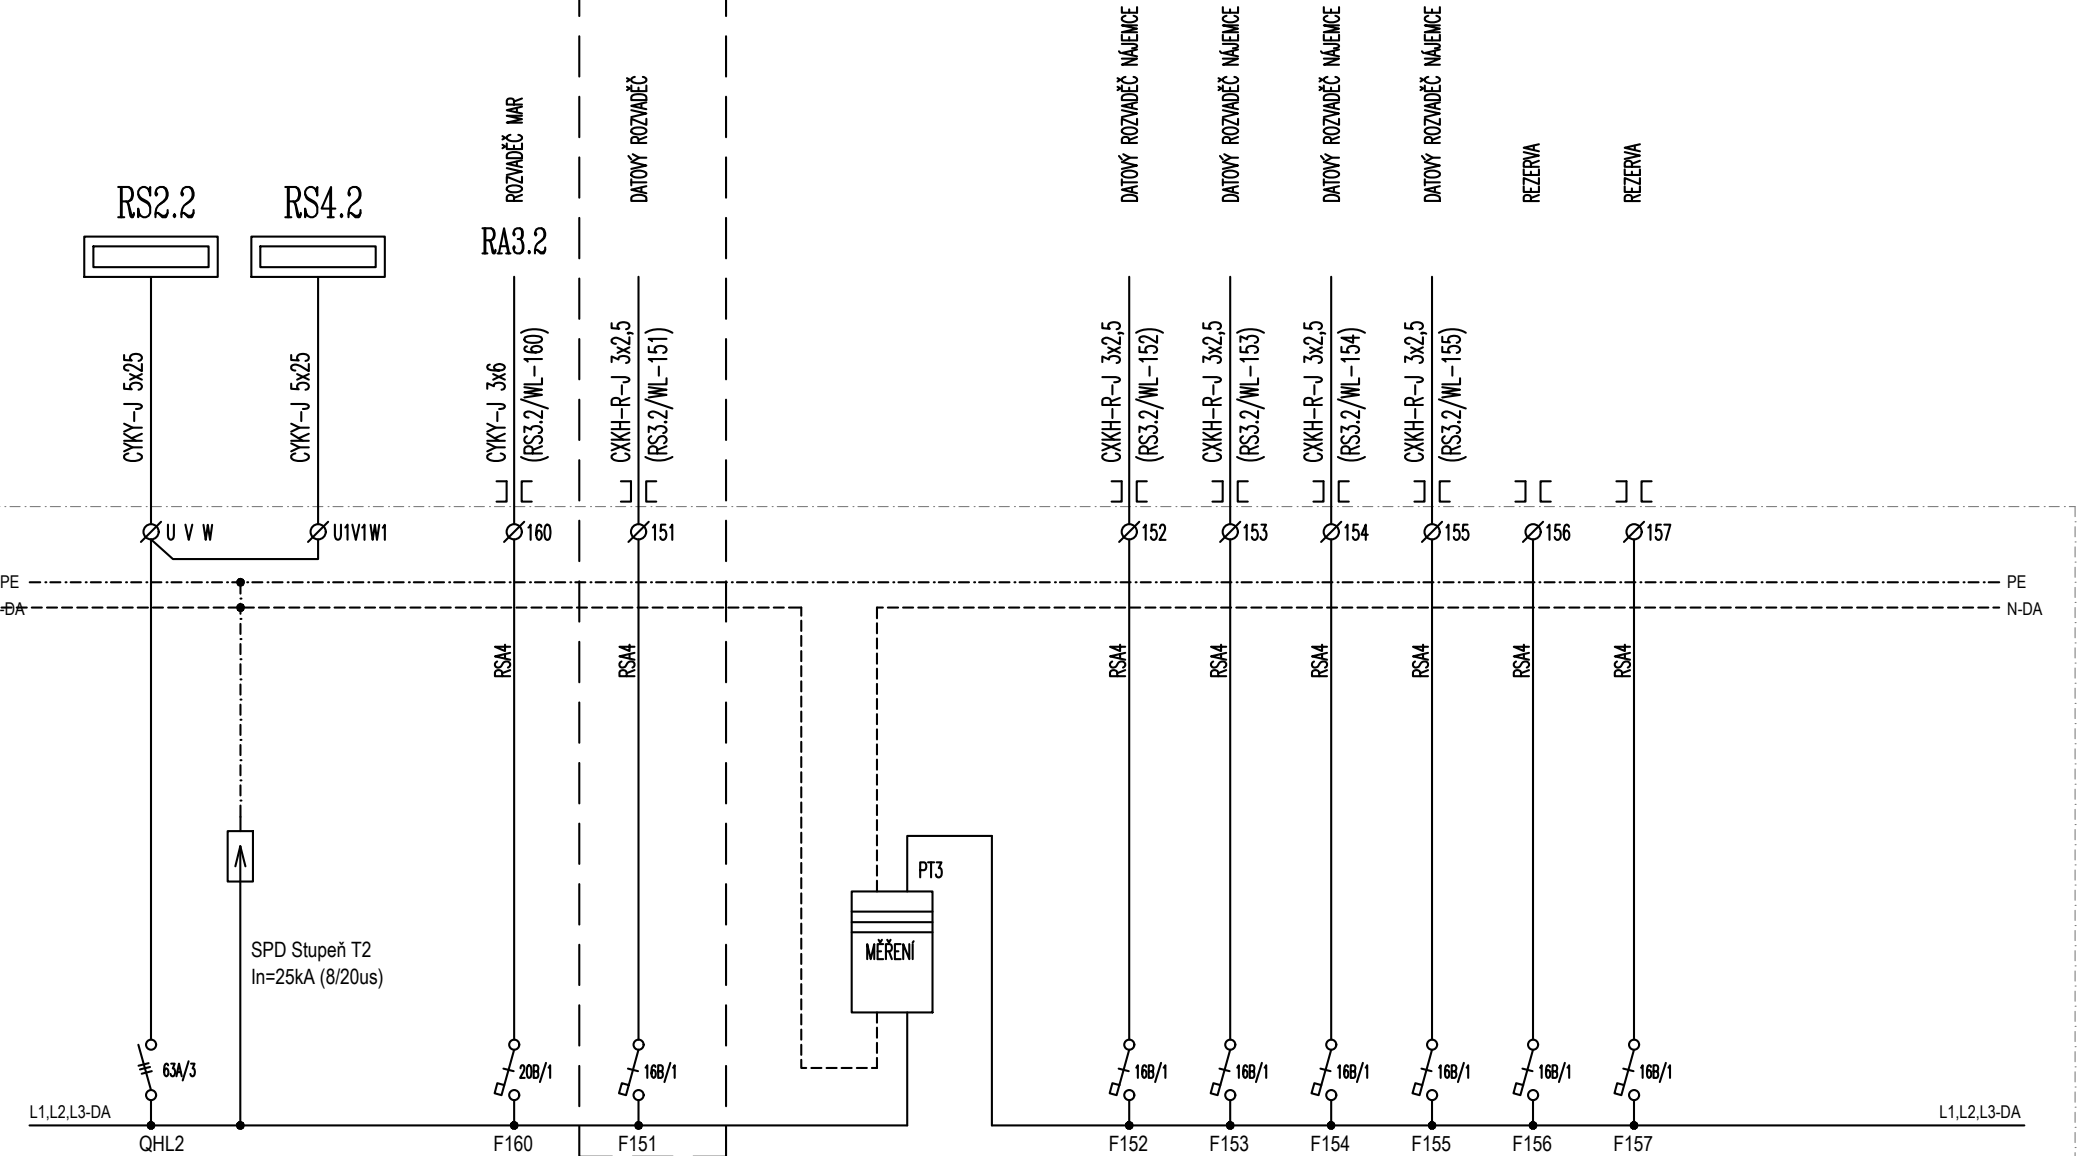 DATOVÝ ROZVADĚČ NÁJEMCE
DATOVÝ ROZVADĚČ NÁJEMCE
DATOVÝ ROZVADĚČ NÁJEMCE
DATOVÝ ROZVADĚČ NÁJEMCE
ROZVADĚČ MAR
DATOVÝ ROZVADĚČ
REZERVA
REZERVA
RS2.2
RS4.2
RA3.2
CYKY-J 5x25
CYKY-J 5x25
CYKY-J 3x6
(RS3.2/WL-160)
CXKH-R-J 3x2,5
(RS3.2/WL-151)
CXKH-R-J 3x2,5
(RS3.2/WL-152)
CXKH-R-J 3x2,5
(RS3.2/WL-153)
CXKH-R-J 3x2,5
(RS3.2/WL-154)
CXKH-R-J 3x2,5
(RS3.2/WL-155)
U V W
U1V1W1
160
151
152
153
154
155
156
157
PE
PE
-DA
N-DA
RSA4
RSA4
RSA4
RSA4
RSA4
RSA4
RSA4
RSA4
PT3
MĚŘENÍ
SPD Stupeň T2
In=25kA (8/20us)
63A/3
20B/1
16B/1
16B/1
16B/1
16B/1
16B/1
16B/1
16B/1
L1,L2,L3-DA
L1,L2,L3-DA
QHL2
F160
F151
F152
F153
F154
F155
F156
F157